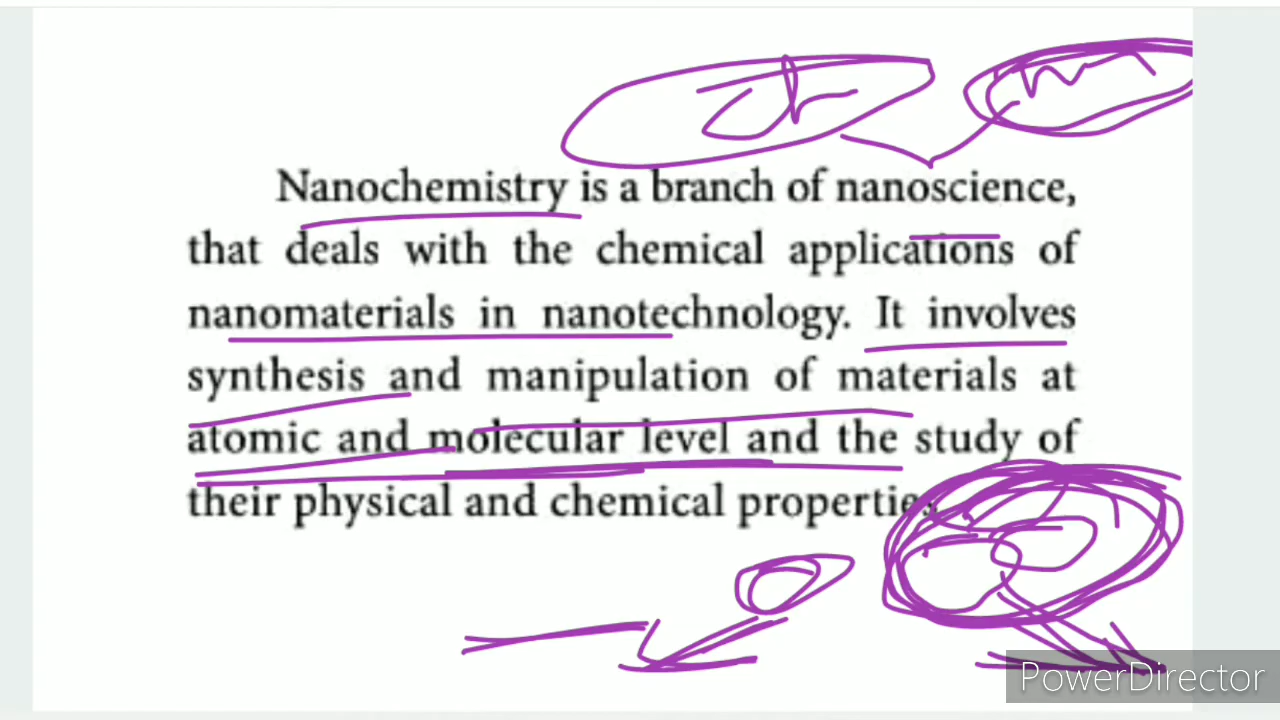 Nanochemistry is a branch of nanoscience,
that deals with the chemical applications of
nanomaterials in nanotechnology. It involves
synthesis and manipulation of materials at
atomic and molecular level and the study of
their physical and chemical properties
PowerDirector